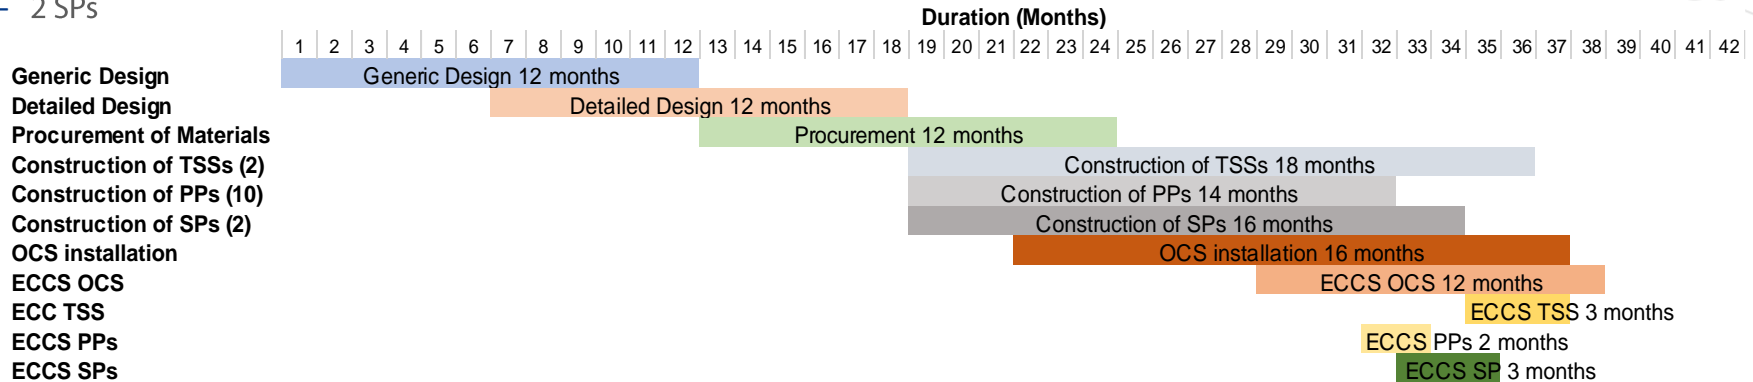 - 2 SPs
Duration (Months)
1 2 3 4 5 6 7 8 9 10 11 12 13 14 15 16 17 18 19 20 21 22 23 24 25 26 27 28 29 30 31 32 33 34 35 36 37 38 39 40 41 42
Generic Design Generic Design 12 months
Detailed Design Detailed Design 12 months
Procurement of Materials Procurement 12 months
Construction of TSSs (2) Construction of TSSs 18 months
Construction of PPs (10) Construction of PPs 14 months
Construction of SPs (2) Construction of SPs 16 months
OCS installation OCS installation 16 months
ECCS OCS ECCS OCS 12 months
ECC TSS ECCS TSS 3 months
ECCS PPs ECCS PPs 2 months
ECCS SPs ECCS SP 3 months